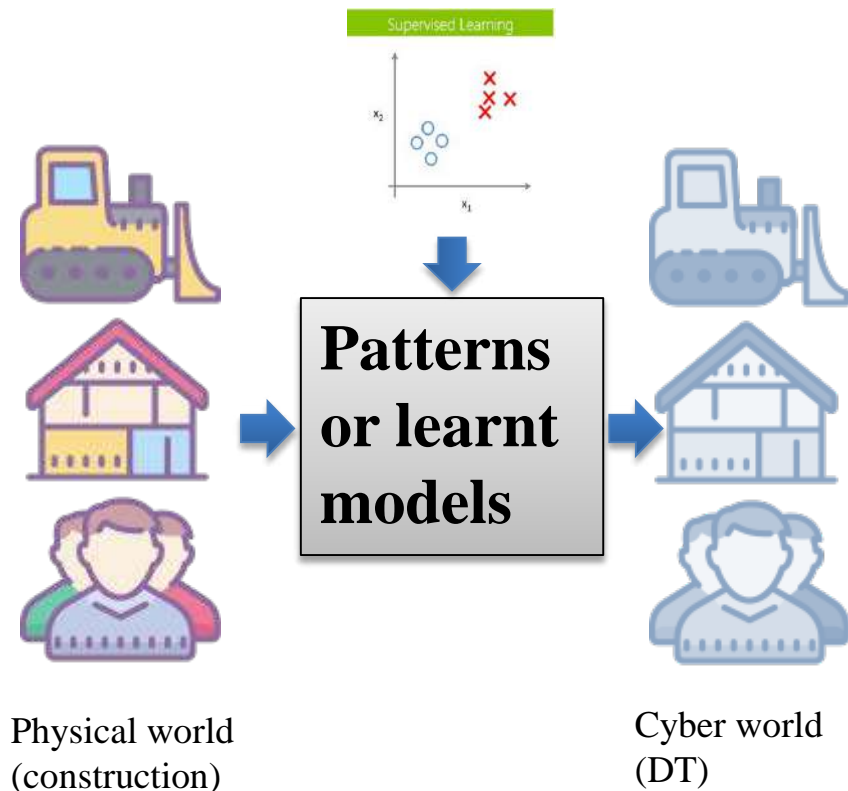 Supervised Learning
x2
x1
Patterns
or learnt
models
Physical world
(construction)
Cyber world
(DT)